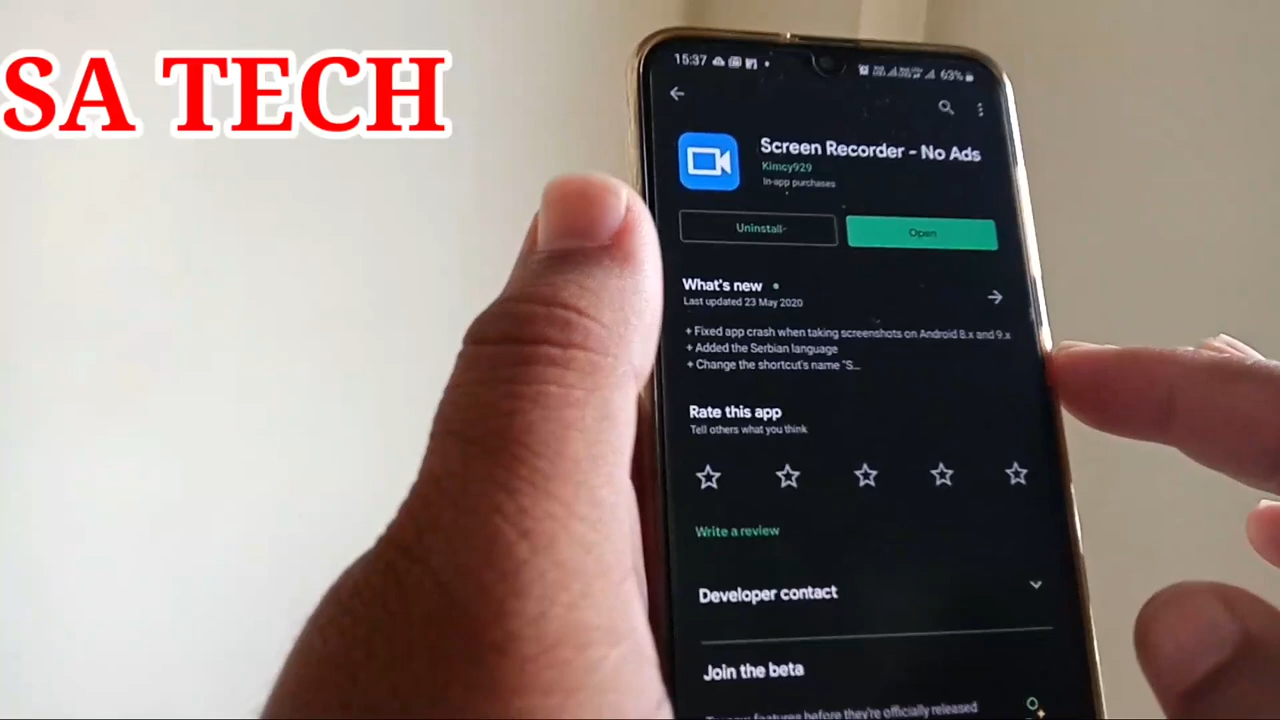 SA TECH
15:37
63%
Screen Recorder - No Ads
Kimcy929
In-app purchases
Uninstall
Open
What's new
Last updated 23 May 2020
+ Fixed app crash when taking screenshots on Android 8.x and 9.x
+ Added the Serbian language
+ Change the shortcut's name "S...
Rate this app
Tell others what you think
Write a review
Developer contact
Join the beta
features before they're officially released